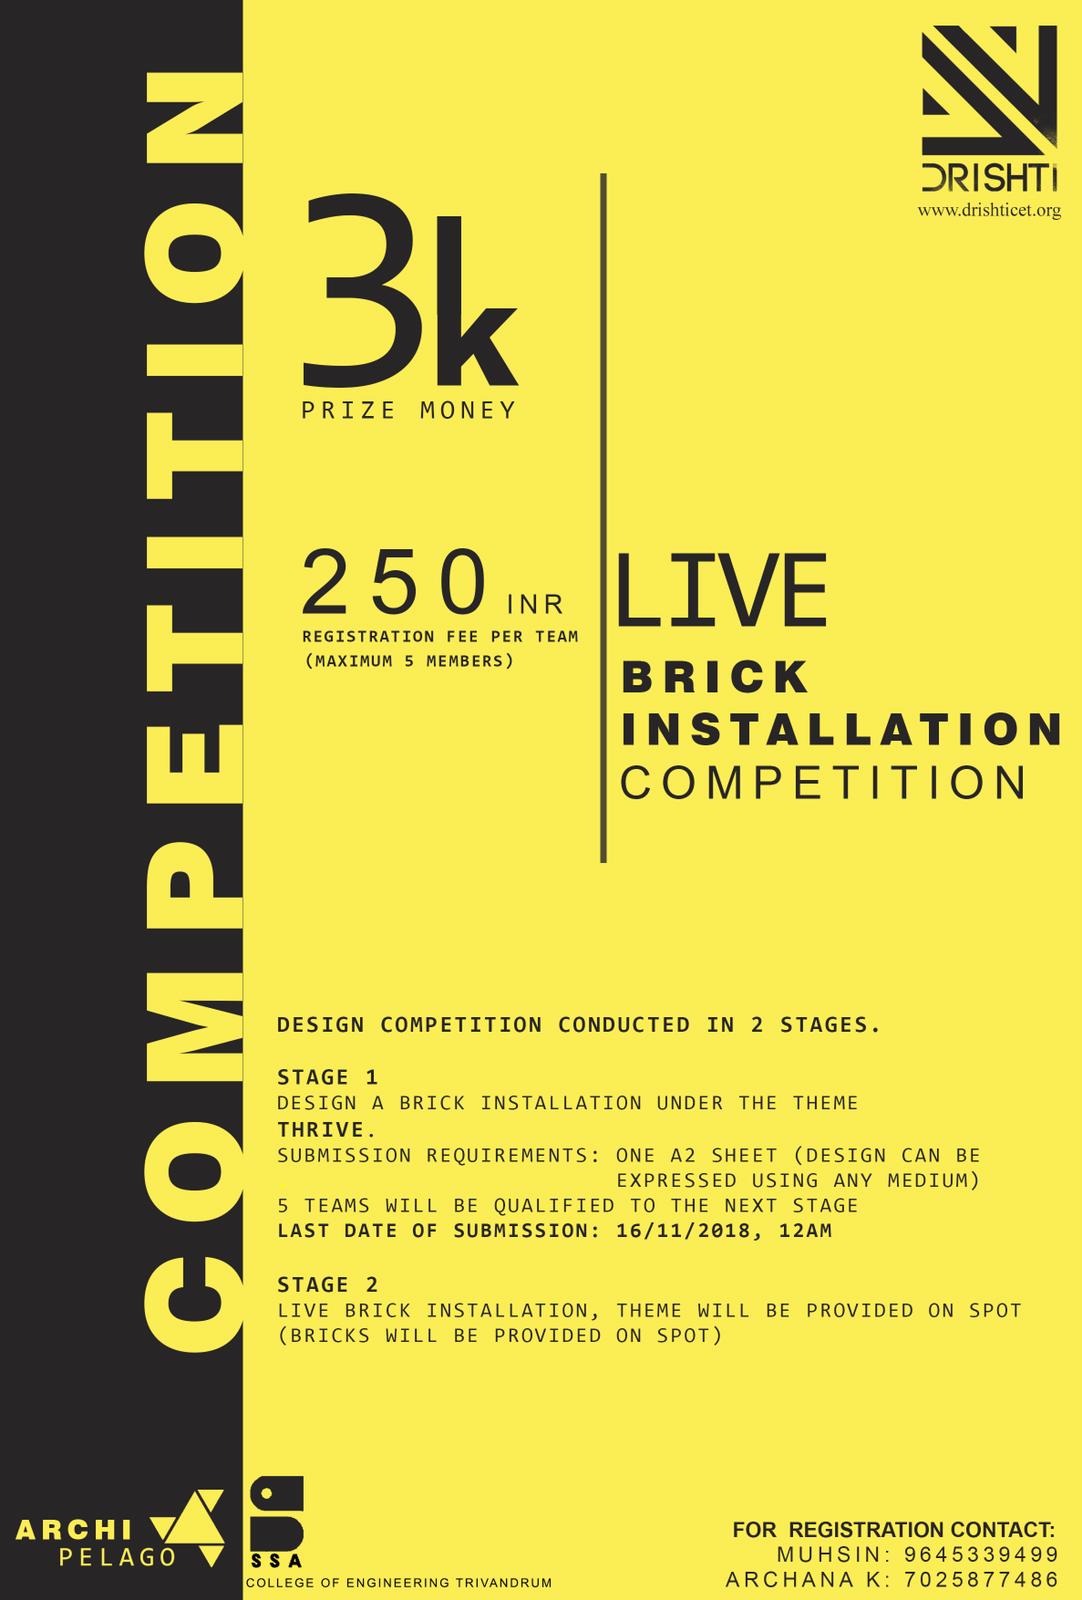 COMPETITION
DRISHTI
www.drishticet.org
3k
PRIZE MONEY
250 INR
REGISTRATION FEE PER TEAM
(MAXIMUM 5 MEMBERS)
LIVE
BRICK
INSTALLATION
COMPETITION
DESIGN COMPETITION CONDUCTED IN 2 STAGES.
STAGE 1
DESIGN A BRICK INSTALLATION UNDER THE THEME
THRIVE.
SUBMISSION REQUIREMENTS: ONE A2 SHEET (DESIGN CAN BE
EXPRESSED USING ANY MEDIUM)
5 TEAMS WILL BE QUALIFIED TO THE NEXT STAGE
LAST DATE OF SUBMISSION: 16/11/2018, 12AM
STAGE 2
LIVE BRICK INSTALLATION, THEME WILL BE PROVIDED ON SPOT
(BRICKS WILL BE PROVIDED ON SPOT)
ARCHI
PELAGO
SSA
COLLEGE OF ENGINEERING TRIVANDRUM
FOR REGISTRATION CONTACT:
MUHSIN: 9645339499
ARCHANA K: 7025877486